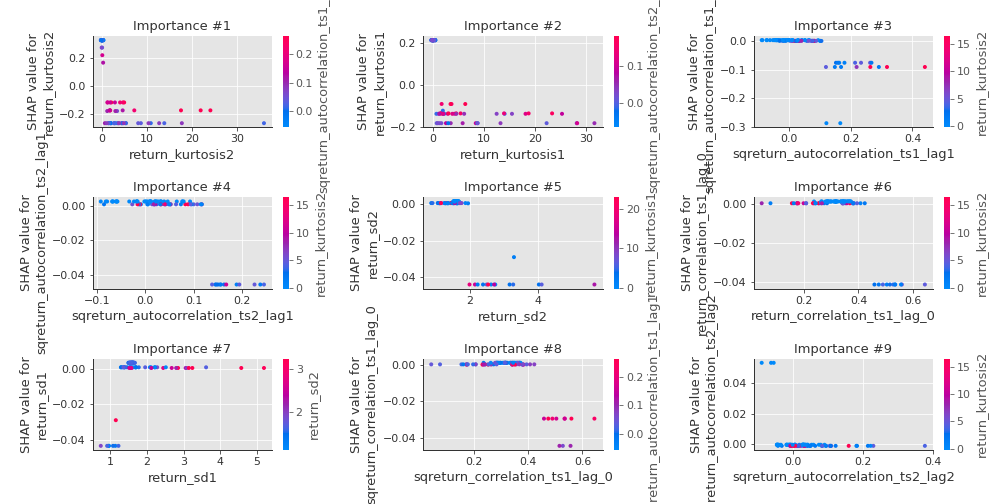 Importance #1
SHAP value for
return_kurtosis2
0.2
0.0
−0.2
0
10
20
30
return_kurtosis2
0.2
0.1
0.0
sqreturn_autocorrelation_ts1_
Importance #2
SHAP value for
return_kurtosis1
0.2
0.0
−0.2
0
10
20
30
return_kurtosis1
0.1
0.0
sqreturn_autocorrelation_ts2_
Importance #3
SHAP value for
sqreturn_autocorrelation_ts1_
0.0
−0.1
−0.2
−0.3
0.0
0.2
0.4
sqreturn_autocorrelation_ts1_lag1
15
10
5
0
return_kurtosis2
Importance #4
SHAP value for
sqreturn_autocorrelation_ts2_lag1
0.00
−0.02
−0.04
−0.1
0.0
0.1
0.2
sqreturn_autocorrelation_ts2_lag1
15
10
5
0
return_kurtosis2
Importance #5
SHAP value for
return_sd2
0.00
−0.02
−0.04
2
4
return_sd2
20
10
0
return_kurtosis1
Importance #6
SHAP value for
return_correlation_ts1_lag_0
0.00
−0.02
−0.04
0.2
0.4
0.6
return_correlation_ts1_lag_0
15
10
5
0
return_kurtosis2
Importance #7
SHAP value for
return_sd1
0.00
−0.02
−0.04
1
2
3
4
5
return_sd1
3
2
return_sd2
Importance #8
SHAP value for
sqreturn_correlation_ts1_lag_0
0.00
−0.02
−0.04
0.2
0.4
0.6
sqreturn_correlation_ts1_lag_0
0.2
0.1
0.0
return_autocorrelation_ts1_lag1
Importance #9
SHAP value for
sqreturn_autocorrelation_ts2_lag2
0.04
0.02
0.00
0.0
0.2
0.4
sqreturn_autocorrelation_ts2_lag2
15
10
5
0
return_kurtosis2